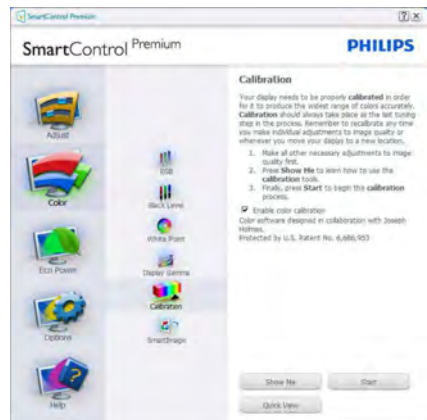 SmartControl Premium
SmartControl Premium
PHILIPS
Adjust
Color
Eco Power
Options
Help
RGB
Black Level
White Point
Display Gamma
Calibration
SmartImage
Calibration
Your display needs to be properly calibrated in order
for it to produce the widest range of colors accurately.
Calibration should always take place as the last tuning
step in the process. Remember to recalibrate any time
you make individual adjustments to image quality or
whenever you move your display to a new location.
1. Make all other necessary adjustments to image
quality first.
2. Press Show Me to learn how to use the
calibration tools.
3. Finally, press Start to begin the calibration
process.
Enable color calibration
Color software designed in collaboration with Joseph
Holmes.
Protected by U.S. Patent No. 6,686,953
Show Me
Start
Quick View